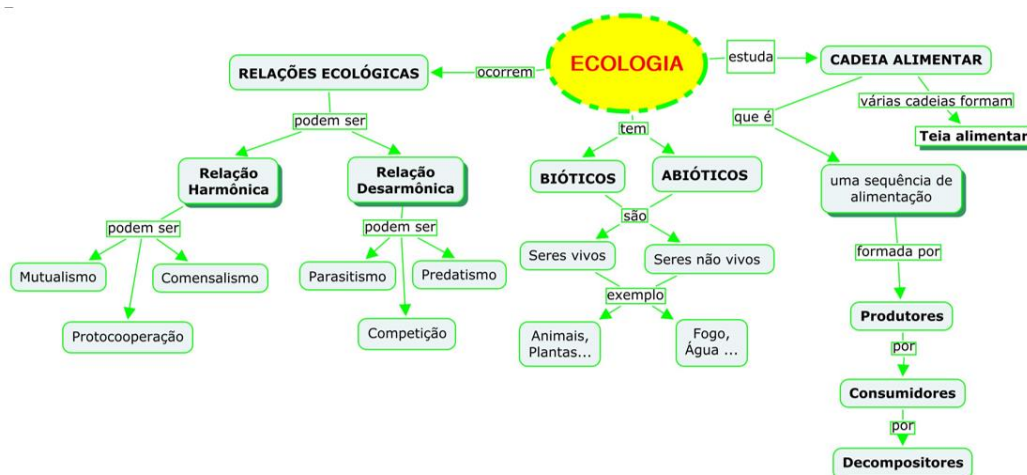 ECOLOGIA
ocorrem
RELAÇÕES ECOLÓGICAS
podem ser
Relação
Harmônica
podem ser
Mutualismo
Protocooperação
Comensalismo
Relação
Desarmônica
podem ser
Parasitismo
Competição
Predatismo
tem
BIÓTICOS
ABIÓTICOS
são
Seres vivos
Seres não vivos
exemplo
Animais,
Plantas...
Fogo,
Água ...
estuda
CADEIA ALIMENTAR
várias cadeias formam
Teia alimentar
que é
uma sequência de
alimentação
formada por
Produtores
por
Consumidores
por
Decompositores